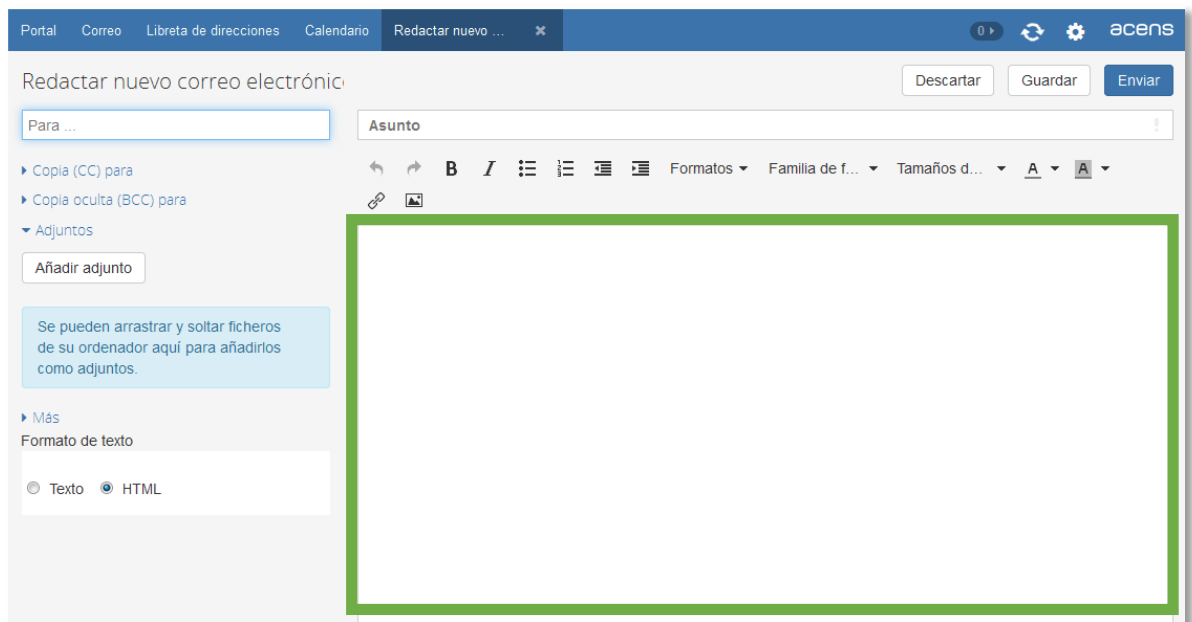 Portal Correo Libreta de direcciones Calendario Redactar nuevo ... 0 acens
Redactar nuevo correo electrónic
Descartar Guardar Enviar
Para ...
Asunto !
Copia (CC) para
B I Formatos Familia de f... Tamaños d... A A
Copia oculta (BCC) para
Adjuntos
Añadir adjunto
Se pueden arrastrar y soltar ficheros
de su ordenador aquí para añadirlos
como adjuntos.
Más
Formato de texto
Texto HTML